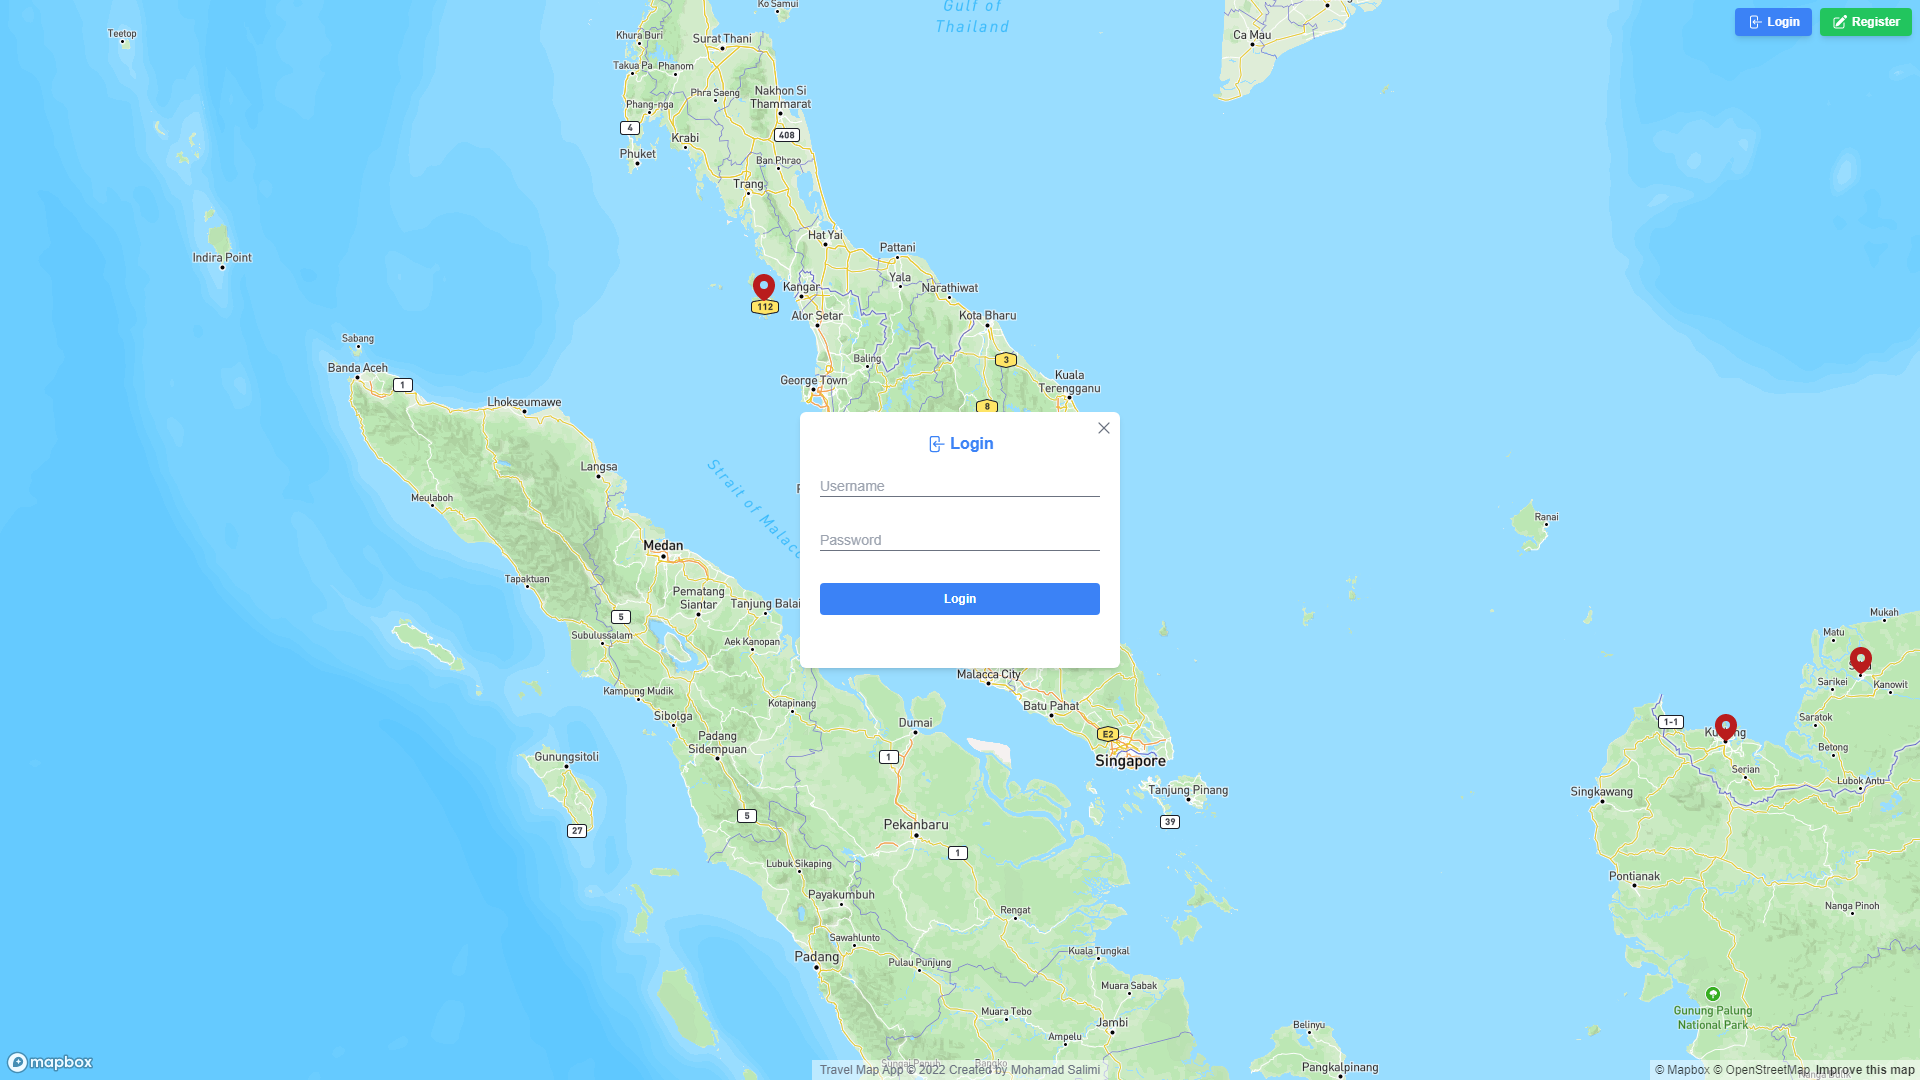 Ko Samui
Gulf of
Thailand
Login
Register
Teetop
Khura Buri
Surat Thani
Ca Mau
Takua Pa
Phanom
Phra Saeng
Nakhon Si
Thammarat
Phang-nga
4
408
Krabi
Phuket
Ban Phrao
Trang
Hat Yai
Pattani
Indira Point
Yala
Kangar
Narathiwat
112
Alor Setar
Kota Bharu
Sabang
Baling
3
Banda Aceh
1
George Town
Kuala
Terengganu
Lhokseumawe
8
Login
Langsa
Strait of
Username
Meulaboh
Ranai
Password
Medan
Tapaktuan
Pematang
Siantar
Tanjung Balai
Login
5
Subulussalam
Aek Kanopan
Mukah
Matu
Malacca City
Sarikei
Kanowit
Kampung Mudik
Kotapinang
Batu Pahat
Sibolga
Dumai
Saratok
1-1
Padang
Sidempuan
E2
Betong
Gunungsitoli
1
Singapore
Serian
Lubok Antu
Tanjung Pinang
Singkawang
5
39
27
Pekanbaru
1
Lubuk Sikaping
Pontianak
Payakumbuh
Nanga Pinoh
Rengat
Sawahlunto
Padang
Kuala Tungkal
Pulau Punjung
Muara Sabak
Muara Tebo
Jambi
Gunung Palung
National Park
Belinyu
Ampelu
mapbox
Sungai Penuh
Bangko
Travel Map App © 2022 Created by Mohamad Salimi
Pangkalpinang
© Mapbox © OpenStreetMap Improve this map